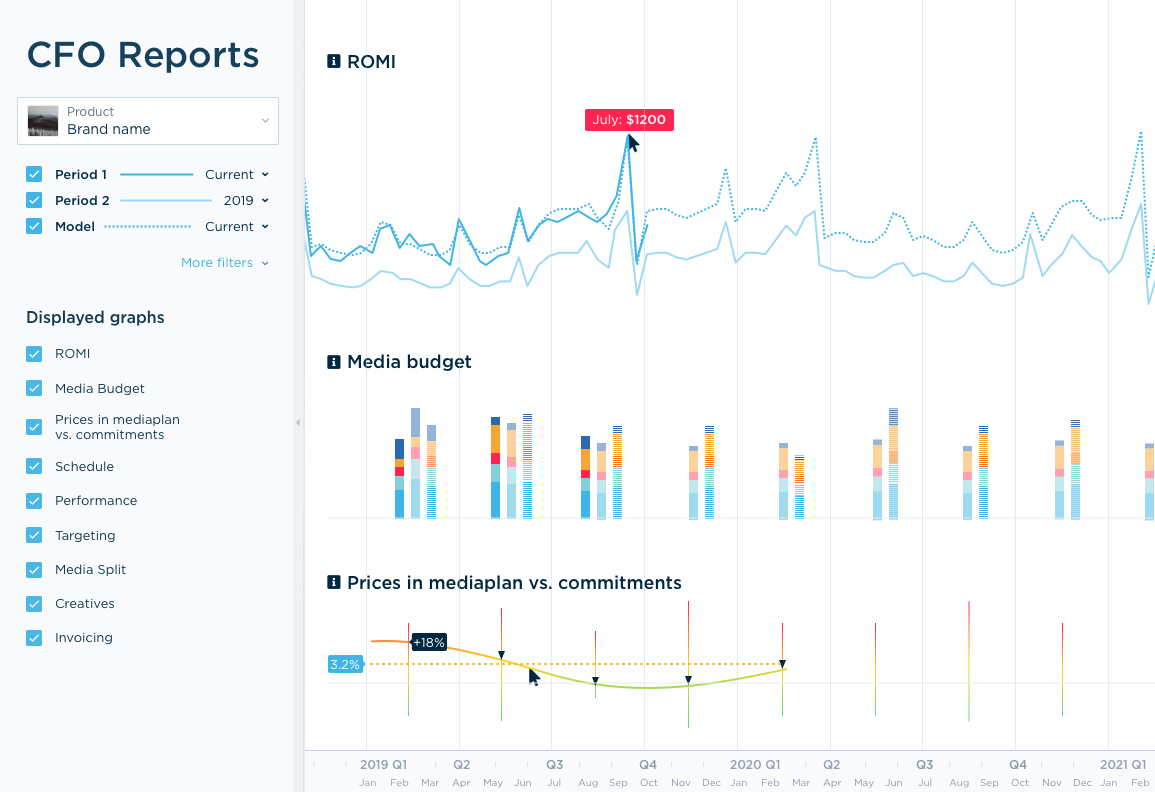 CFO Reports
Product
Brand name
Period 1 Current
Period 2 2019
Model Current
More filters
Displayed graphs
ROMI
Media Budget
Prices in mediaplan
vs. commitments
Schedule
Performance
Targeting
Media Split
Creatives
Invoicing
ROMI
July: $1200
Media budget
Prices in mediaplan vs. commitments
+18%
3.2%
2019 Q1 Q2 Q3 Q4 2020 Q1 Q2 Q3 Q4 2021 Q1
Jan Feb Mar Apr May Jun Jul Aug Sep Oct Nov Dec Jan Feb Mar Apr May Jun Jul Aug Sep Oct Nov Dec Jan Feb